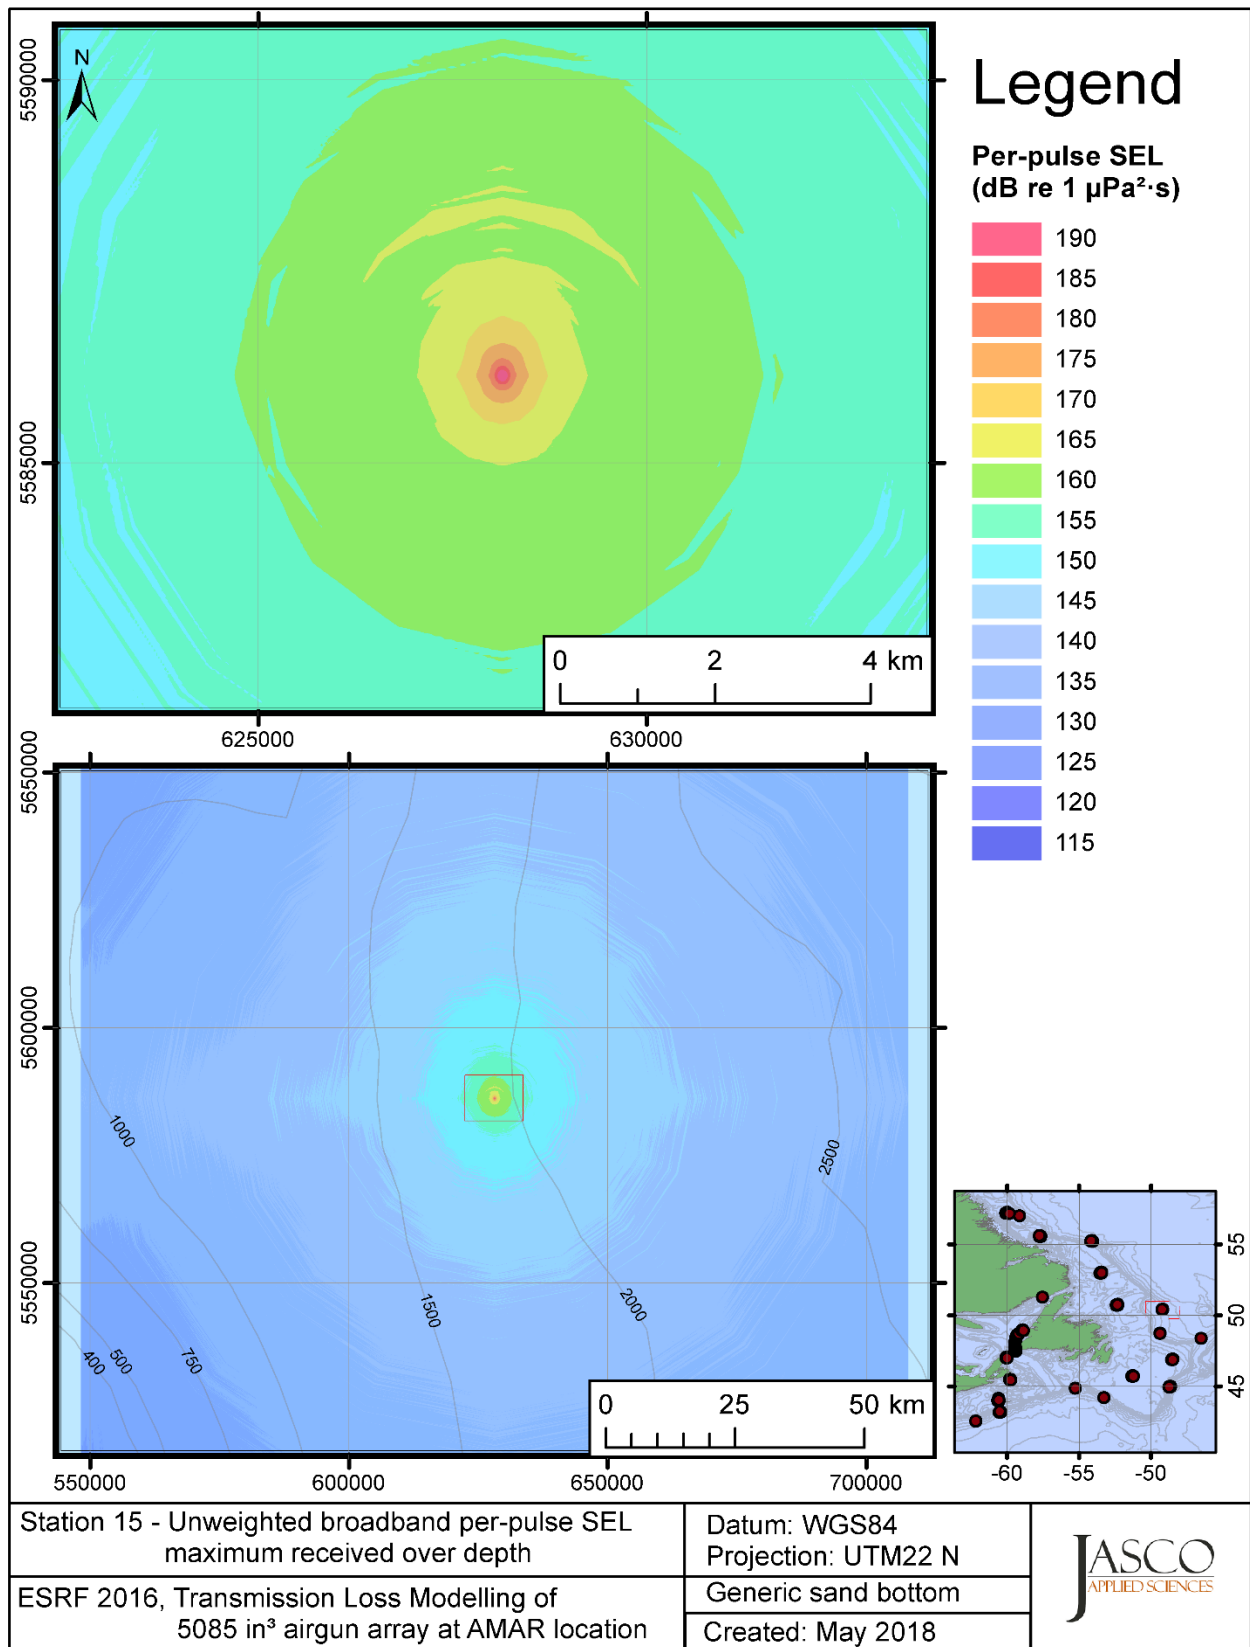 N
5590000
5585000
625000
630000
0
2
4 km
Legend
Per-pulse SEL
(dB re 1 µPa²·s)
190
185
180
175
170
165
160
155
150
145
140
135
130
125
120
115
5650000
5600000
5550000
1000
400
500
750
1500
2000
2500
0
25
50 km
550000
600000
650000
700000
55
50
45
-60
-55
-50
Station 15 - Unweighted broadband per-pulse SEL
maximum received over depth
ESRF 2016, Transmission Loss Modelling of
5085 in³ airgun array at AMAR location
Datum: WGS84
Projection: UTM22 N
Generic sand bottom
Created: May 2018
JASCO
APPLIED SCIENCES